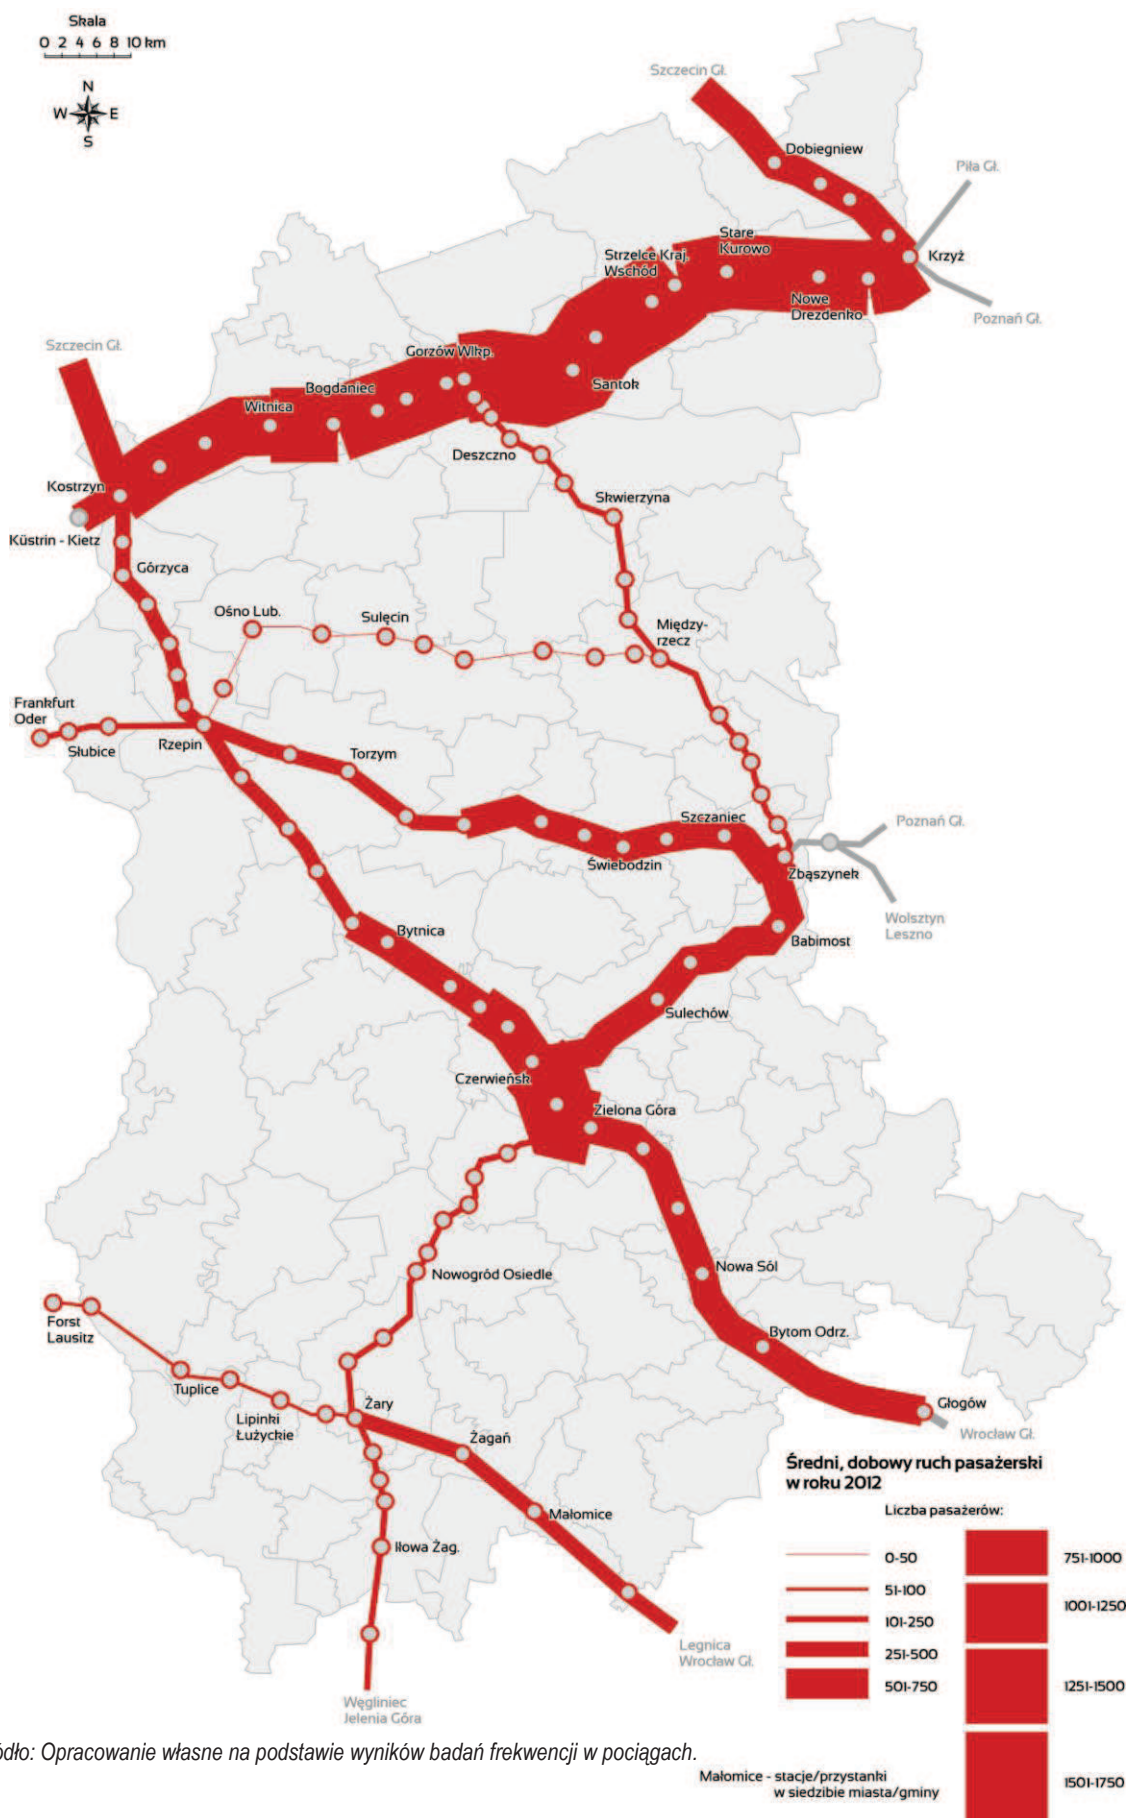 Skala
0 2 4 6 8 10 km
N
W E
S
Szczecin Gł.
Dobiegniew
Piła Gł.
Stare
Kurowo
Strzelce Kraj.
Wschód
Krzyż
Nowe
Drezdenko
Poznań Gł.
Szczecin Gł.
Gorzów Wlkp.
Bogdaniec
Santok
Witnica
Deszczno
Kostrzyn
Skwierzyna
Küstrin - Kietz
Górzyca
Ośno Lub.
Sulęcin
Między-
rzecz
Frankfurt
Oder
Słubice
Rzepin
Torzym
Szczaniec
Poznań Gł.
Świebodzin
Zbąszynek
Wolsztyn
Leszno
Bytnica
Babimost
Sulechów
Czerwieńsk
Zielona Góra
Nowogród Osiedle
Nowa Sól
Forst
Lausitz
Bytom Odrz.
Tuplice
Lipinki
Łużyckie
Żary
Głogów
Żagań
Wrocław Gł.
Małomice
Iłowa Żag.
Legnica
Wrocław Gł.
Węgliniec
Jelenia Góra
Średni, dobowy ruch pasażerski
w roku 2012
Liczba pasażerów:
0-50
51-100
101-250
251-500
501-750
751-1000
1001-1250
1251-1500
1501-1750
Małomice - stacje/przystanki
w siedzibie miasta/gminy
ódło: Opracowanie własne na podstawie wyników badań frekwencji w pociągach.